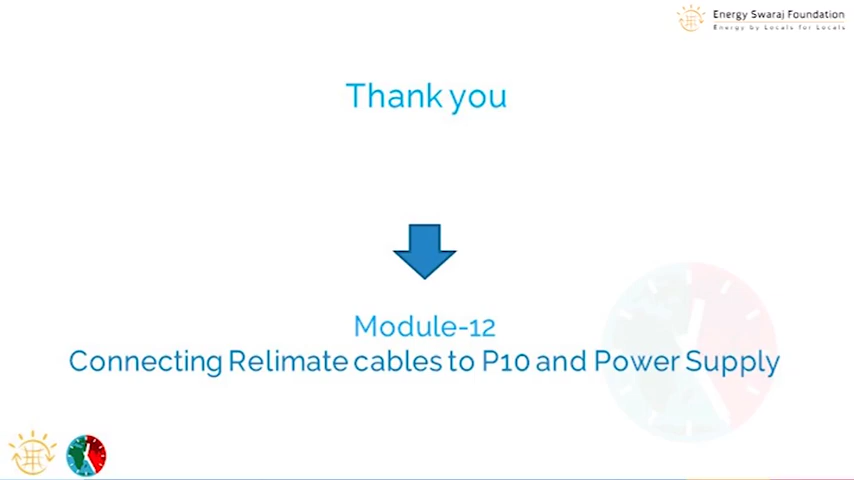 Energy Swaraj Foundation
Energy by Locals for Locals
Thank you
Module-12
Connecting Relimate cables to P10 and Power Supply